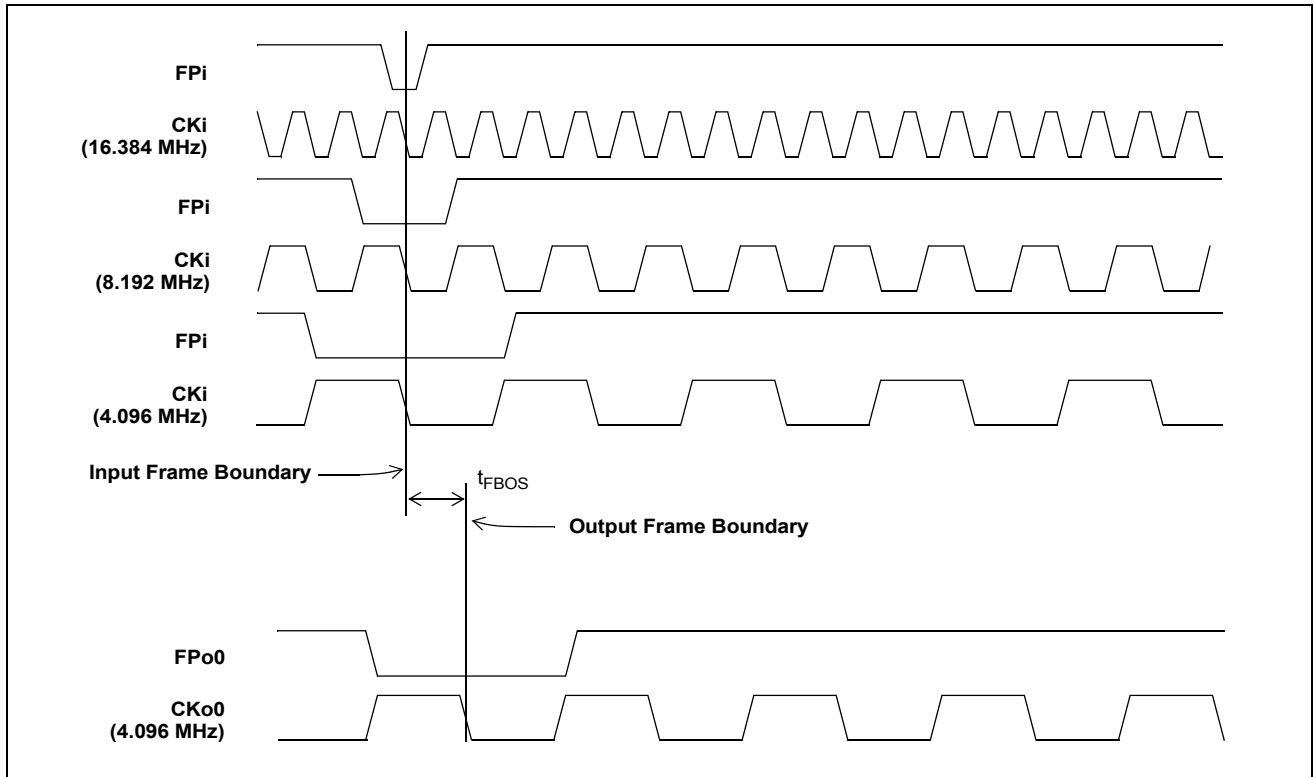 FPi
CKi
(16.384 MHz)
FPi
CKi
(8.192 MHz)
FPi
CKi
(4.096 MHz)
Input Frame Boundary
tFBOS
Output Frame Boundary
FPo0
CKo0
(4.096 MHz)